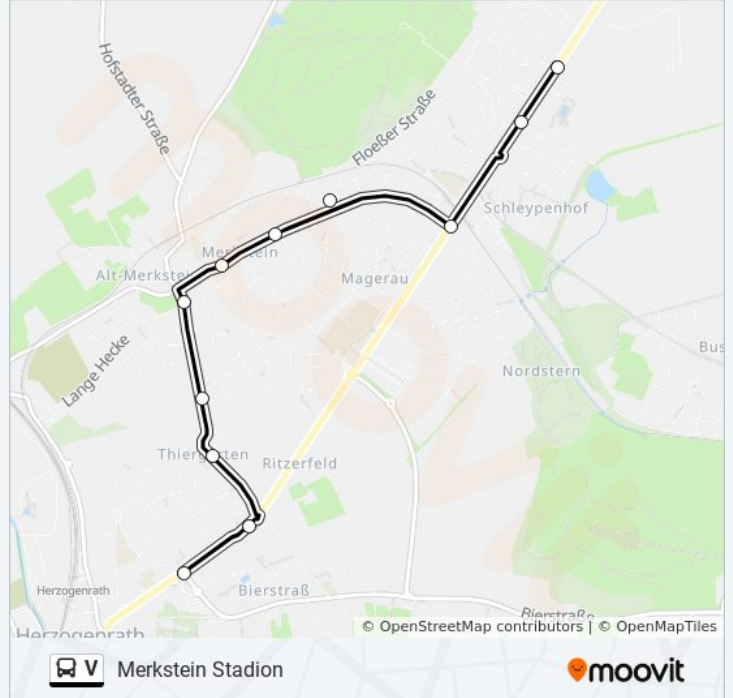 Hofstadter Straße
Floeßer Straße
Schleypenhof
Merkstein
Alt-Merkstein
Magerau
Lange Hecke
Bus
Nordstern
Thiergarten
Ritzerfeld
Herzogenrath
Bierstraß
Bierstraße
Herzogenrath
© OpenStreetMap contributors | © OpenMapTiles
V Merkstein Stadion
moovit